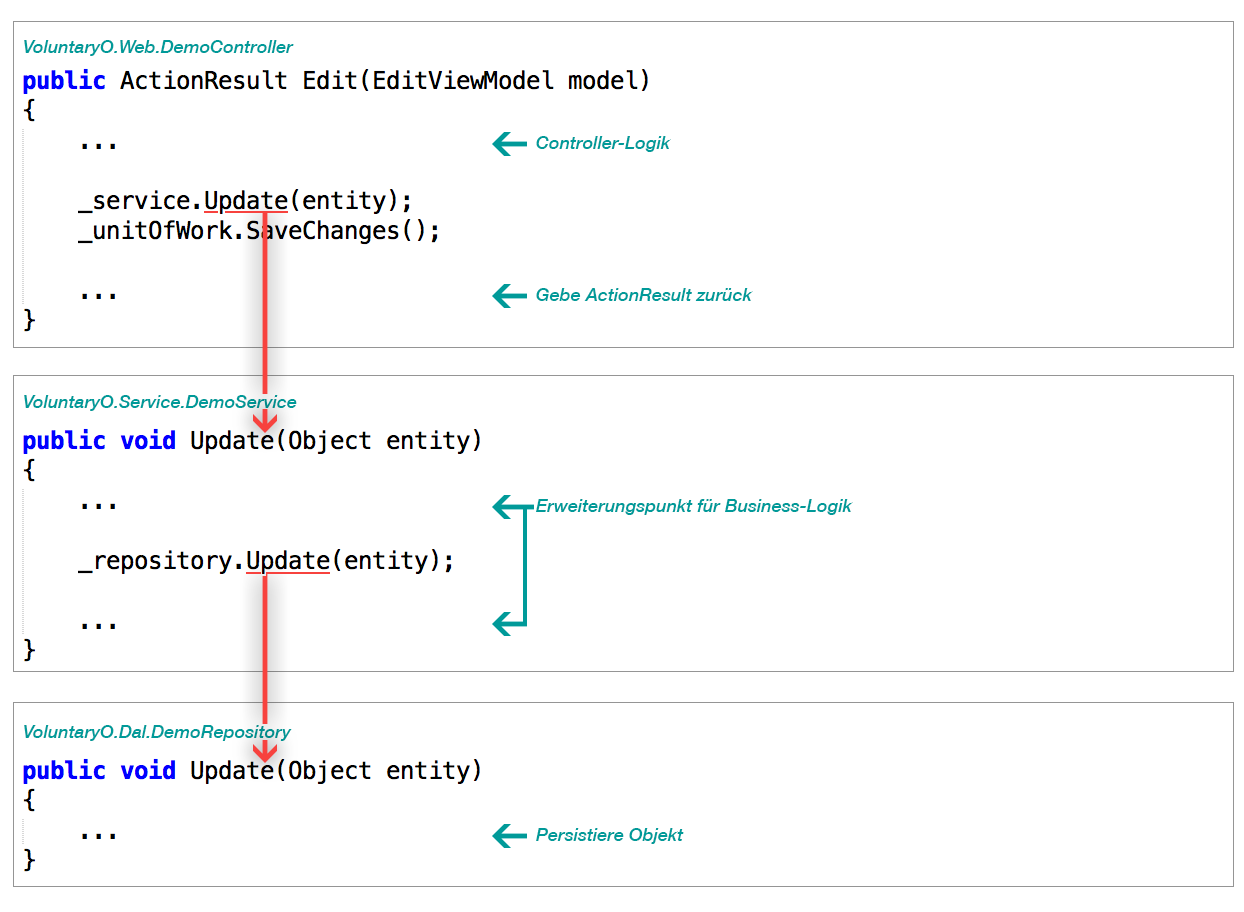 VoluntaryO.Web.DemoController
public ActionResult Edit(EditViewModel model)
{
... Controller-Logik
_service.Update(entity);
_unitOfWork.SaveChanges();
... Gebe ActionResult zurück
}
VoluntaryO.Service.DemoService
public void Update(Object entity)
{
... Erweiterungspunkt für Business-Logik
_repository.Update(entity);
...
}
VoluntaryO.Dal.DemoRepository
public void Update(Object entity)
{
... Persistiere Objekt
}